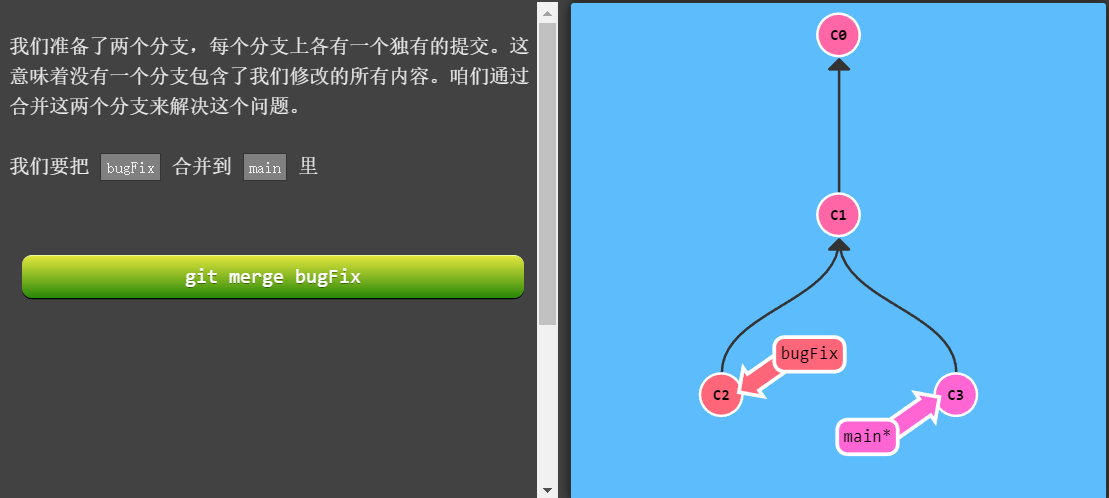 我们准备了两个分支，每个分支上各有一个独有的提交。这
意味着没有一个分支包含了我们修改的所有内容。咱们通过
合并这两个分支来解决这个问题。
我们要把 bugFix 合并到 main 里
git merge bugFix
C0
C1
bugFix
C2
C3
main*